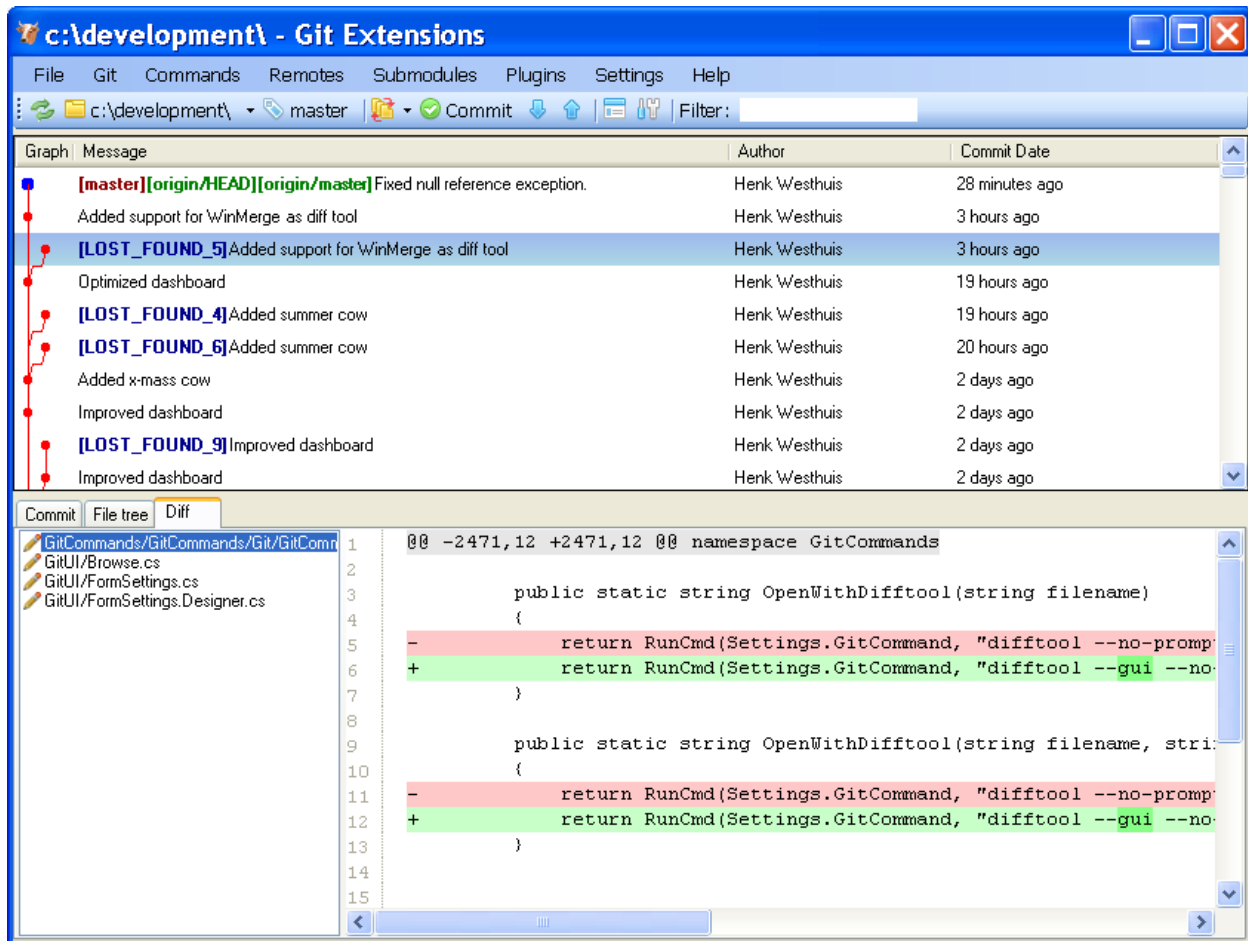 c:\development\ - Git Extensions
File Git Commands Remotes Submodules Plugins Settings Help
c:\development\ master Commit Filter:
Graph Message Author Commit Date
[master][origin/HEAD][origin/master]Fixed null reference exception. Henk Westhuis 28 minutes ago
Added support for WinMerge as diff tool Henk Westhuis 3 hours ago
[LOST_FOUND_5]Added support for WinMerge as diff tool Henk Westhuis 3 hours ago
Optimized dashboard Henk Westhuis 19 hours ago
[LOST_FOUND_4]Added summer cow Henk Westhuis 19 hours ago
[LOST_FOUND_6]Added summer cow Henk Westhuis 20 hours ago
Added x-mass cow Henk Westhuis 2 days ago
Improved dashboard Henk Westhuis 2 days ago
[LOST_FOUND_9]Improved dashboard Henk Westhuis 2 days ago
Improved dashboard Henk Westhuis 2 days ago
Commit File tree Diff
GitCommands/GitCommands/Git/GitComm
GitUI/Browse.cs
GitUI/FormSettings.cs
GitUI/FormSettings.Designer.cs
1 @@ -2471,12 +2471,12 @@ namespace GitCommands
2
3 public static string OpenWithDifftool(string filename)
4 {
5 - return RunCmd(Settings.GitCommand, "difftool --no-promp
6 + return RunCmd(Settings.GitCommand, "difftool --gui --no-
7 }
8
9 public static string OpenWithDifftool(string filename, stri
10 {
11 - return RunCmd(Settings.GitCommand, "difftool --no-promp
12 + return RunCmd(Settings.GitCommand, "difftool --gui --no-
13 }
14
15